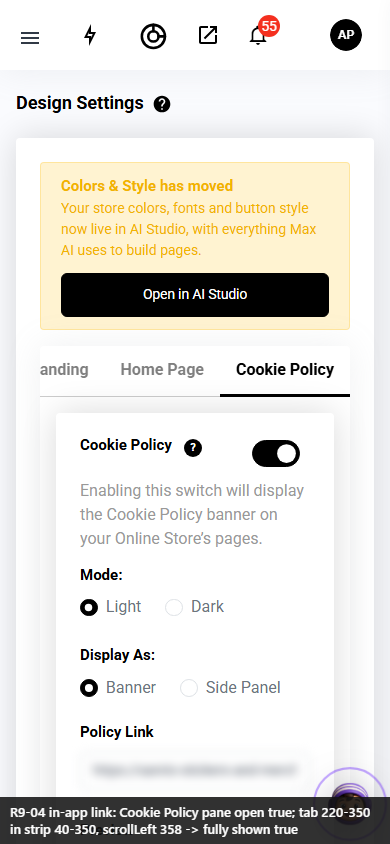 55
AP
Design Settings ?
Colors & Style has moved
Your store colors, fonts and button style
now live in AI Studio, with everything Max
AI uses to build pages.
Open in AI Studio
anding Home Page Cookie Policy
Cookie Policy ?
Enabling this switch will display
the Cookie Policy banner on
your Online Store's pages.
Mode:
Light Dark
Display As:
Banner Side Panel
Policy Link
R9-04 in-app link: Cookie Policy pane open true; tab 220-350
in strip 40-350, scrollLeft 358 -> fully shown true